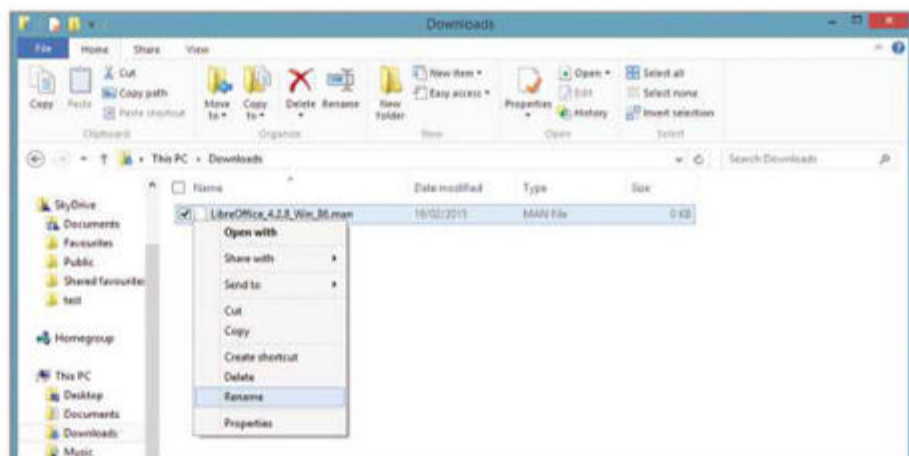 Downloads
File Home Share View
Copy
Paste
Cut
Copy path
Paste shortcut
Clipboard
Move to
Copy to
Delete
Rename
Organize
New folder
New item
Easy access
New
Properties
Open
Edit
History
Open
Select all
Select none
Invert selection
Select
This PC Downloads
Search Downloads
Name Date modified Type Size
LibreOffice_4.2.8_Win_86.man 16/02/2015 MAN File 0 KB
SkyDrive
Documents
Favourites
Public
Shared favourites
test
Homegroup
This PC
Desktop
Documents
Downloads
Music
Open with
Share with
Send to
Cut
Copy
Create shortcut
Delete
Rename
Properties